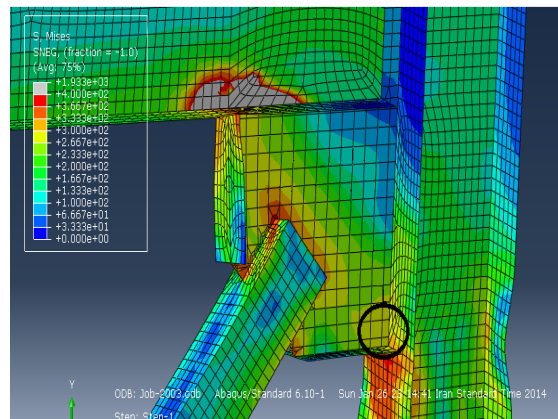 S, Mises
SNEG, (fraction = -1.0)
(Avg: 75%)
+1.933e+03
+4.000e+02
+3.667e+02
+3.333e+02
+3.000e+02
+2.667e+02
+2.333e+02
+2.000e+02
+1.667e+02
+1.333e+02
+1.000e+02
+6.667e+01
+3.333e+01
+0.000e+00
Y
ODB: Job-2003.odb Abaqus/Standard 6.10-1 Sun Jan 26 23:14:41 Iran Standard Time 2014
Step: Step-1